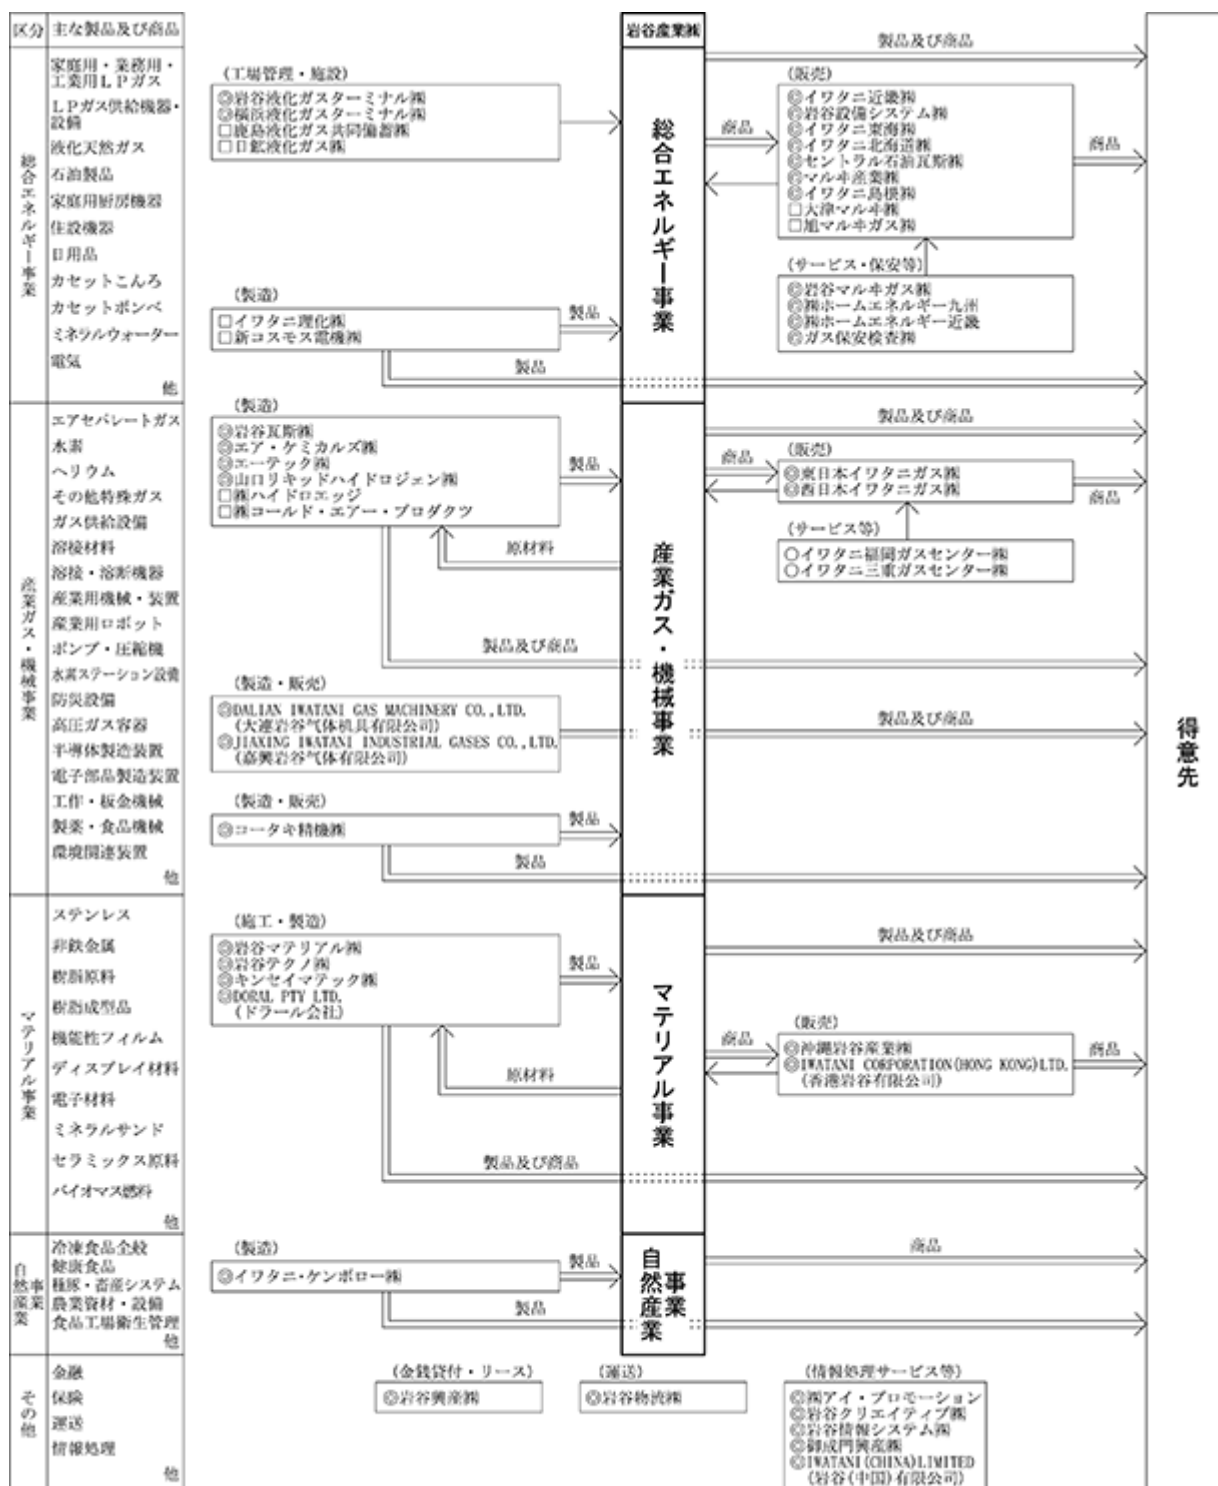 区分
主な製品及び商品
岩谷産業㈱
総合エネルギー事業
家庭用・業務用・
工業用LPガス
LPガス供給機器・
設備
液化天然ガス
石油製品
家庭用厨房機器
住設機器
日用品
カセットこんろ
カセットボンベ
ミネラルウォーター
電気
他
(工場管理・施設)
◎岩谷液化ガスターミナル㈱
◎横浜液化ガスターミナル㈱
□鹿島液化ガス共同備蓄㈱
□日鉱液化ガス㈱
(製造)
□イワタニ理化㈱
□新コスモス電機㈱
製品
製品
総合エネルギー事業
製品及び商品
商品
(販売)
◎イワタニ近畿㈱
◎岩谷設備システム㈱
◎イワタニ東海㈱
◎イワタニ北海道㈱
◎セントラル石油瓦斯㈱
◎マルヰ産業㈱
◎イワタニ島根㈱
□大津マルヰ㈱
□旭マルヰガス㈱
商品
(サービス・保安等)
◎岩谷マルヰガス㈱
◎㈱ホームエネルギー九州
◎㈱ホームエネルギー近畿
◎ガス保安検査㈱
産業ガス・機械事業
エアセパレートガス
水素
ヘリウム
その他特殊ガス
ガス供給設備
溶接材料
溶接・溶断機器
産業用機械・装置
産業用ロボット
ポンプ・圧縮機
水素ステーション設備
防災設備
高圧ガス容器
半導体製造装置
電子部品製造装置
工作・板金機械
製薬・食品機械
環境関連装置
他
(製造)
◎岩谷瓦斯㈱
◎エア・ケミカルズ㈱
◎エーテック㈱
◎山口リキッドハイドロジェン㈱
□㈱ハイドロエッジ
□㈱コールド・エアー・プロダクツ
製品
原材料
製品及び商品
(製造・販売)
◎DALIAN IWATANI GAS MACHINERY CO.,LTD.
(大連岩谷气体机具有限公司)
◎JIAXING IWATANI INDUSTRIAL GASES CO.,LTD.
(嘉興岩谷气体有限公司)
製品及び商品
(製造・販売)
◎コータキ精機㈱
製品
製品
産業ガス・機械事業
製品及び商品
商品
(販売)
◎東日本イワタニガス㈱
◎西日本イワタニガス㈱
商品
(サービス等)
○イワタニ福岡ガスセンター㈱
○イワタニ三重ガスセンター㈱
得意先
マテリアル事業
ステンレス
非鉄金属
樹脂原料
樹脂成型品
機能性フィルム
ディスプレイ材料
電子材料
ミネラルサンド
セラミックス原料
バイオマス燃料
他
(施工・製造)
◎岩谷マテリアル㈱
◎岩谷テクノ㈱
◎キンセイマテック㈱
◎DORAL PTY LTD.
(ドラール会社)
製品
原材料
製品及び商品
マテリアル事業
製品及び商品
商品
(販売)
◎沖縄岩谷産業㈱
◎IWATANI CORPORATION(HONG KONG)LTD.
(香港岩谷有限公司)
商品
自然産業事業
冷凍食品全般
健康食品
種豚・畜産システム
農業資材・設備
食品工場衛生管理
他
(製造)
◎イワタニ・ケンボロー㈱
製品
製品
自然産業事業
商品
その他
金融
保険
運送
情報処理
他
(金銭貸付・リース)
◎岩谷興産㈱
(運送)
◎岩谷物流㈱
(情報処理サービス等)
◎㈱アイ・プロモーション
◎岩谷クリエイティブ㈱
◎岩谷情報システム㈱
◎御成門興産㈱
◎IWATANI(CHINA)LIMITED
(岩谷(中国)有限公司)